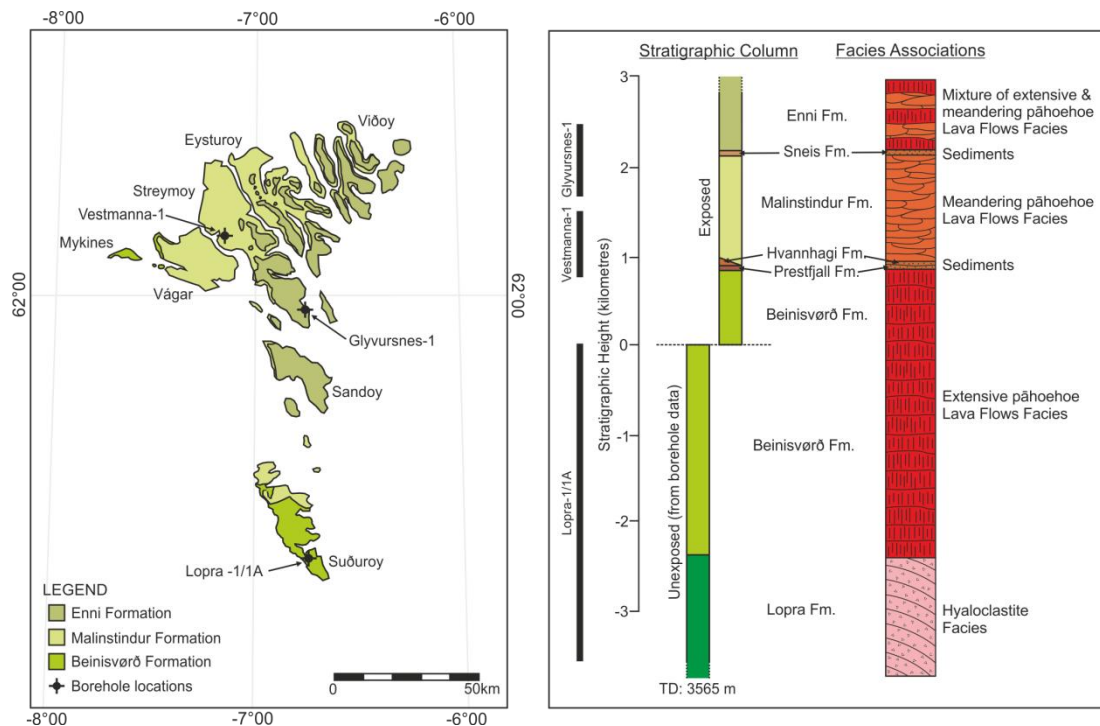 -8°00
-7°00
-6°00
Viðoy
Eysturoy
Streymoy
Vestmanna-1
Mykines
62°00
62°00
Vágar
Glyvursnes-1
Sandoy
Suðuroy
Lopra -1/1A
LEGEND
Enni Formation
Malinstindur Formation
Beinisvørð Formation
Borehole locations
0
50km
-8°00
-7°00
-6°00
Stratigraphic Column
Facies Associations
Glyvursnes-1
Vestmanna-1
Lopra-1/1A
Stratigraphic Height (kilometres)
3
2
1
0
-1
-2
-3
Exposed
Unexposed (from borehole data)
TD: 3565 m
Enni Fm.
Sneis Fm.
Malinstindur Fm.
Hvannhagi Fm.
Prestfjall Fm.
Beinisvørð Fm.
Beinisvørð Fm.
Lopra Fm.
Mixture of extensive &
meandering pāhoehoe
Lava Flows Facies
Sediments
Meandering pāhoehoe
Lava Flows Facies
Sediments
Extensive pāhoehoe
Lava Flows Facies
Hyaloclastite
Facies